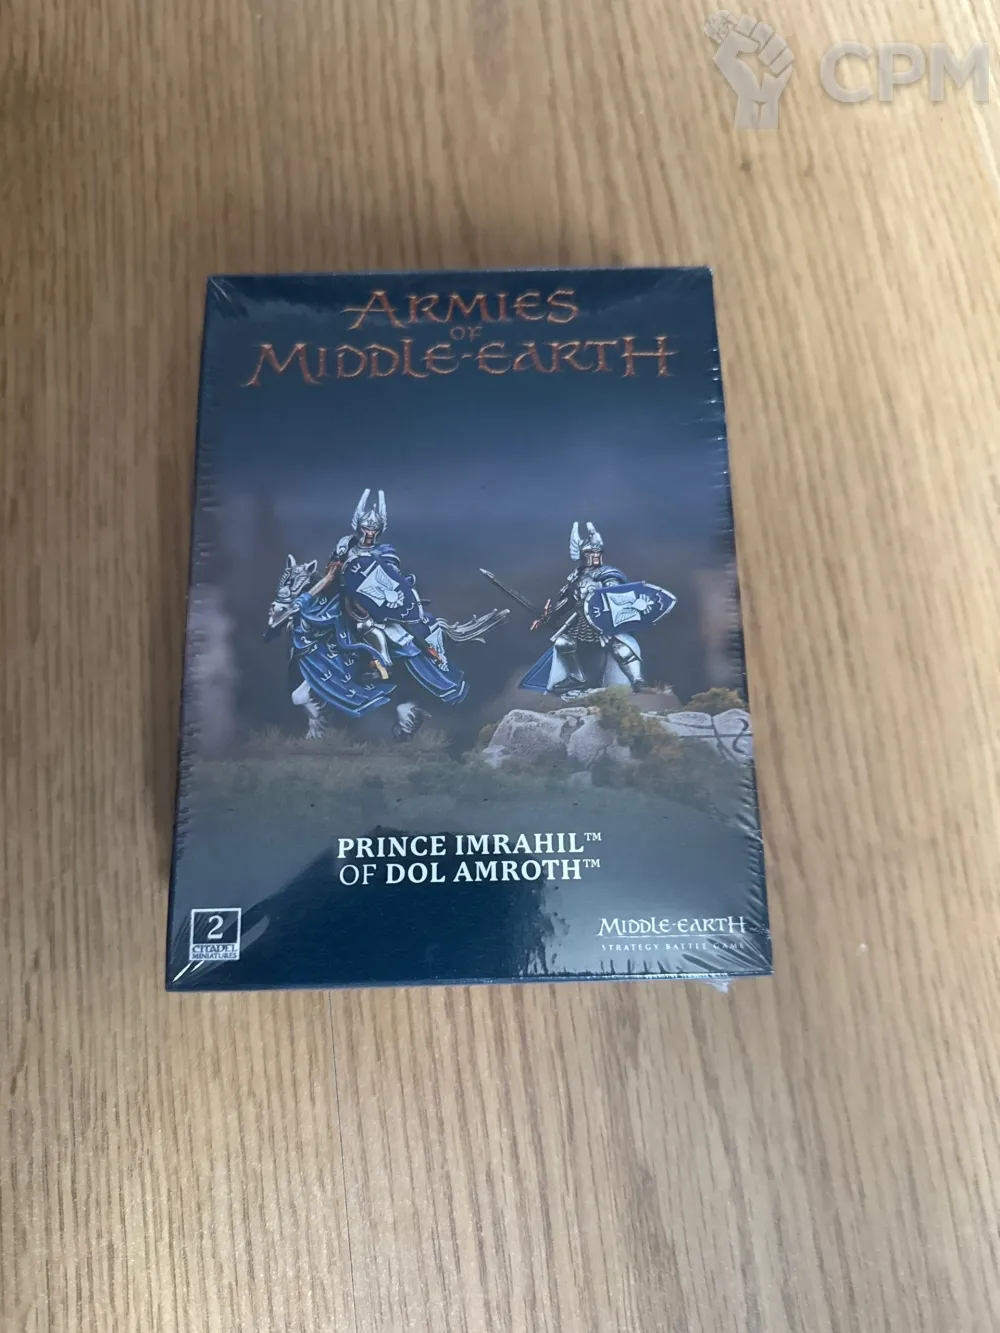 CPM
ARMIES
OF
MIDDLE-EARTH
PRINCE IMRAHIL™
OF DOL AMROTH™
2
CITADEL
MINIATURES
MIDDLE-EARTH
STRATEGY BATTLE GAME